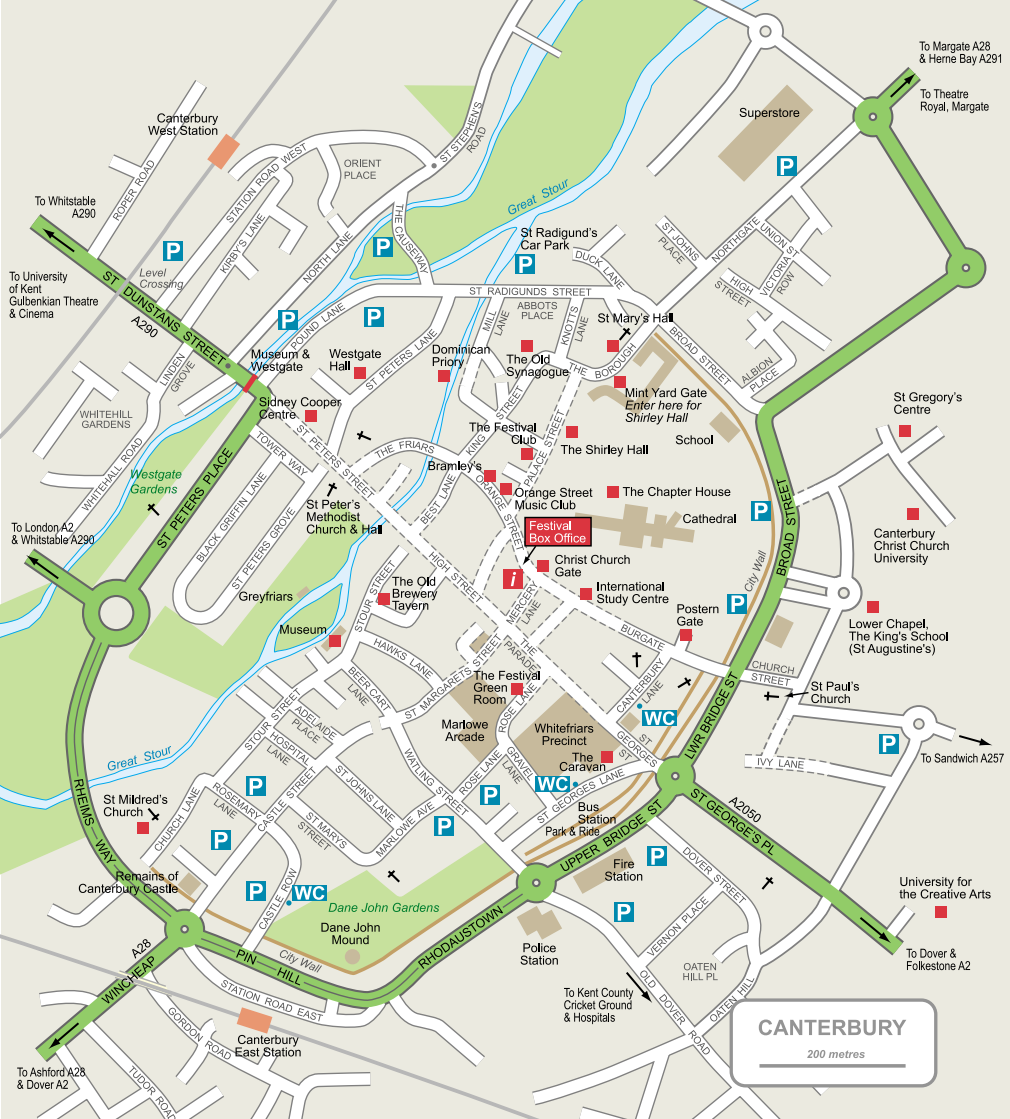 To Margate A28
& Herne Bay A291
To Theatre
Royal, Margate
Superstore
P
Canterbury
West Station
ST STEPHEN'S
ROAD
ORIENT
PLACE
STATION ROAD WEST
ROPER ROAD
To Whitstable
A290
KIRBY'S LANE
NORTH LANE
THE CAUSEWAY
Great Stour
St Radigund's
Car Park
P
P
P
DUCK LANE
ST JOHNS
PLACE
NORTHGATE
UNION ST
VICTORIA
ROW
HIGH
STREET
Level
Crossing
To University
of Kent
Gulbenkian Theatre
& Cinema
ST DUNSTANS STREET
A290
ST RADIGUNDS STREET
ABBOTS
PLACE
MILL
LANE
KNOTTS
LANE
St Mary's Hall
P
P
POUND LANE
BROAD STREET
ALBION
PLACE
LINDEN
GROVE
Museum &
Westgate
Westgate
Hall
ST PETERS LANE
Dominican
Priory
The Old
Synagogue
THE
BOROUGH
Mint Yard Gate
Enter here for
Shirley Hall
St Gregory's
Centre
Sidney Cooper
Centre
WHITEHILL
GARDENS
WHITEHALL ROAD
TOWER WAY
ST PETERS STREET
THE FRIARS
KING
STREET
The Festival
Club
PALACE STREET
The Shirley Hall
School
Westgate
Gardens
ST PETERS PLACE
Bramley's
ORANGE STREET
Orange Street
Music Club
The Chapter House
Cathedral
P
BROAD STREET
St Peter's
Methodist
Church & Hall
BEST LANE
BLACK GRIFFIN LANE
ST PETERS GROVE
To London A2
& Whitstable A290
Festival
Box Office
Canterbury
Christ Church
University
HIGH STREET
i
Christ Church
Gate
City Wall
Greyfriars
STOUR STREET
The Old
Brewery
Tavern
MERCERY
LANE
International
Study Centre
Postern
Gate
P
Lower Chapel,
The King's School
(St Augustine's)
Museum
HAWKS LANE
BEER CART
LANE
ST MARGARETS STREET
THE
PARADE
BURGATE
CHURCH
STREET
The Festival
Green
Room
CANTERBURY
LANE
St Paul's
Church
WC
Marlowe
Arcade
ROSE LANE
Whitefriars
Precinct
ST
GEORGES
LWR BRIDGE ST
P
To Sandwich A257
IVY LANE
STOUR STREET
ADELAIDE
PLACE
HOSPITAL
LANE
Great Stour
WATLING STREET
ROSE LANE
GRAVEL
LANE
The
Caravan
WC
ST GEORGES LANE
P
P
ST JOHNS LANE
MARLOWE AVE
ROSEMARY
LANE
CASTLE STREET
ST MARYS
STREET
P
P
St Mildred's
Church
CHURCH LANE
Bus
Station
Park & Ride
ST GEORGE'S PL
A2050
RHEIMS WAY
UPPER BRIDGE ST
Fire
Station
P
DOVER STREET
Remains of
Canterbury Castle
P
WC
CASTLE ROW
Dane John Gardens
Dane John
Mound
City Wall
University for
the Creative Arts
P
VERNON PLACE
Police
Station
RHODAUSTOWN
PIN HILL
A28
WINCHEAP
STATION ROAD EAST
GORDON ROAD
OATEN
HILL PL
OATEN HILL
OLD DOVER ROAD
To Dover &
Folkestone A2
To Kent County
Cricket Ground
& Hospitals
Canterbury
East Station
TUDOR ROAD
To Ashford A28
& Dover A2
CANTERBURY
200 metres